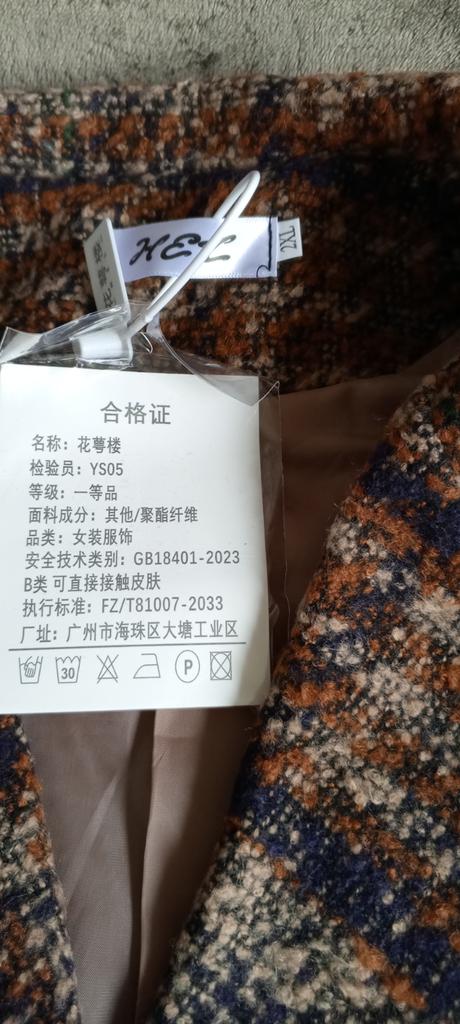 2XL
合格证
名称：花萼楼
检验员：YS05
等级：一等品
面料成分：其他/聚酯纤维
品类：女装服饰
安全技术类别：GB18401-2023
B类 可直接接触皮肤
执行标准：FZ/T81007-2033
厂址：广州市海珠区大塘工业区
30
P